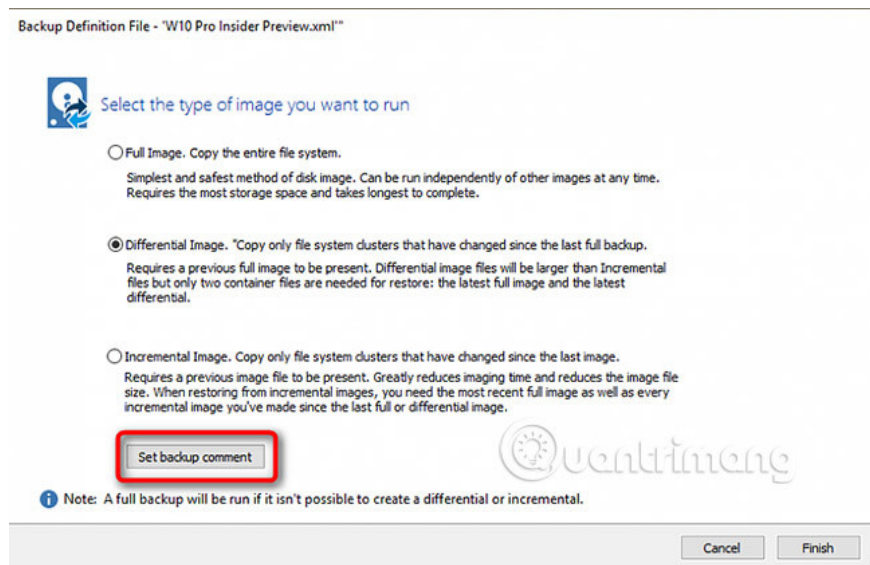 Backup Definition File - 'W10 Pro Insider Preview.xml'"
Select the type of image you want to run
Full Image. Copy the entire file system.
Simplest and safest method of disk image. Can be run independently of other images at any time.
Requires the most storage space and takes longest to complete.
Differential Image. "Copy only file system clusters that have changed since the last full backup.
Requires a previous full image to be present. Differential image files will be larger than Incremental
files but only two container files are needed for restore: the latest full image and the latest
differential.
Incremental Image. Copy only file system clusters that have changed since the last image.
Requires a previous image file to be present. Greatly reduces imaging time and reduces the image file
size. When restoring from incremental images, you need the most recent full image as well as every
incremental image you've made since the last full or differential image.
Set backup comment
Quantrimang
Note: A full backup will be run if it isn't possible to create a differential or incremental.
Cancel
Finish